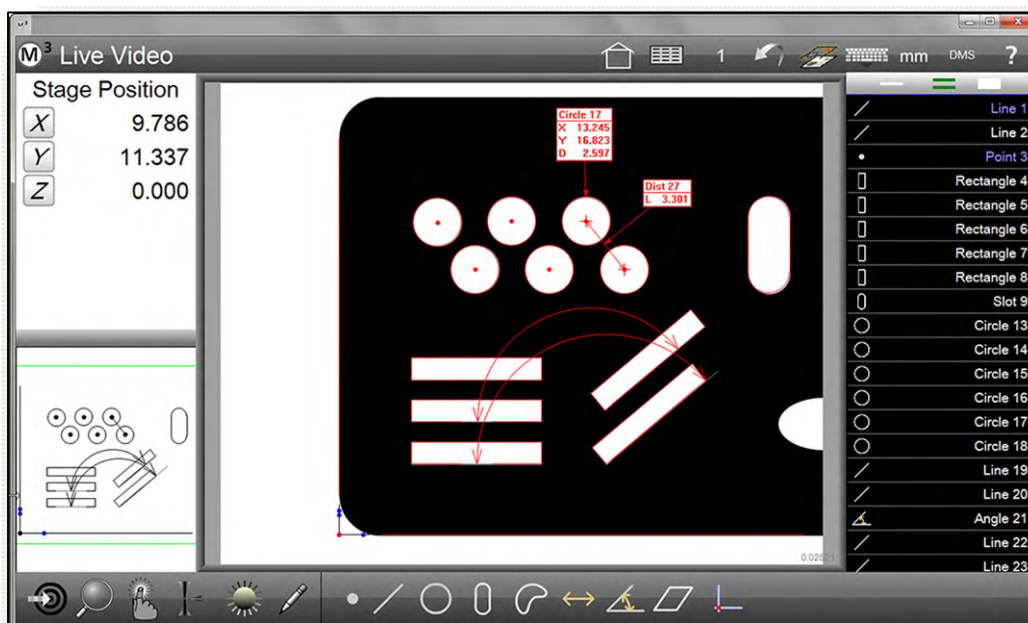 M³ Live Video
1
mm
DMS
?
Stage Position
X 9.786
Y 11.337
Z 0.000
Circle 17
X 13.245
Y 16.823
D 2.597
Dist 27
L 3.301
Line 1
Line 2
Point 3
Rectangle 4
Rectangle 5
Rectangle 6
Rectangle 7
Rectangle 8
Slot 9
Circle 13
Circle 14
Circle 15
Circle 16
Circle 17
Circle 18
Line 19
Line 20
Angle 21
Line 22
Line 23